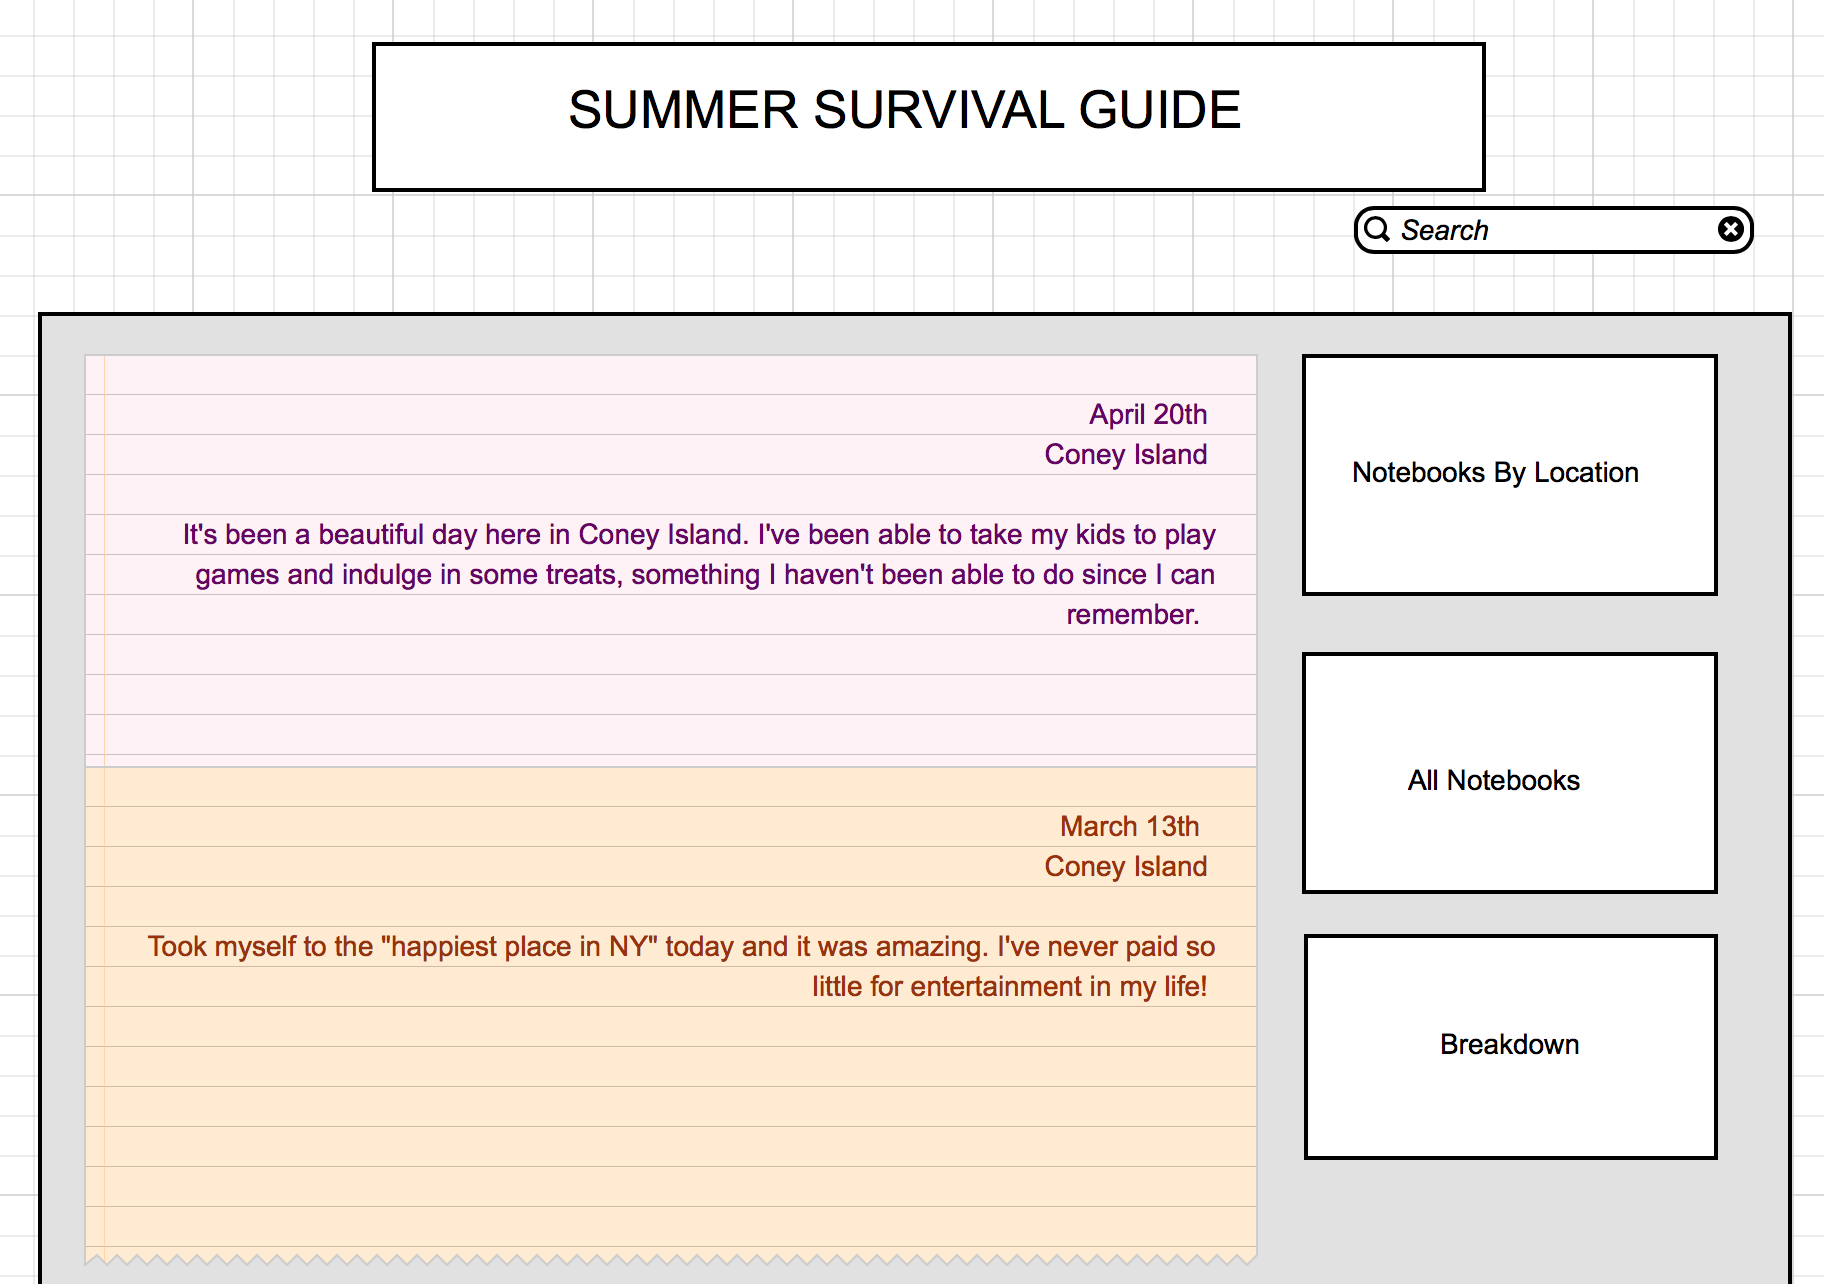 SUMMER SURVIVAL GUIDE
Search
April 20th
Coney Island
It's been a beautiful day here in Coney Island. I've been able to take my kids to play
games and indulge in some treats, something I haven't been able to do since I can
remember.
March 13th
Coney Island
Took myself to the "happiest place in NY" today and it was amazing. I've never paid so
little for entertainment in my life!
Notebooks By Location
All Notebooks
Breakdown